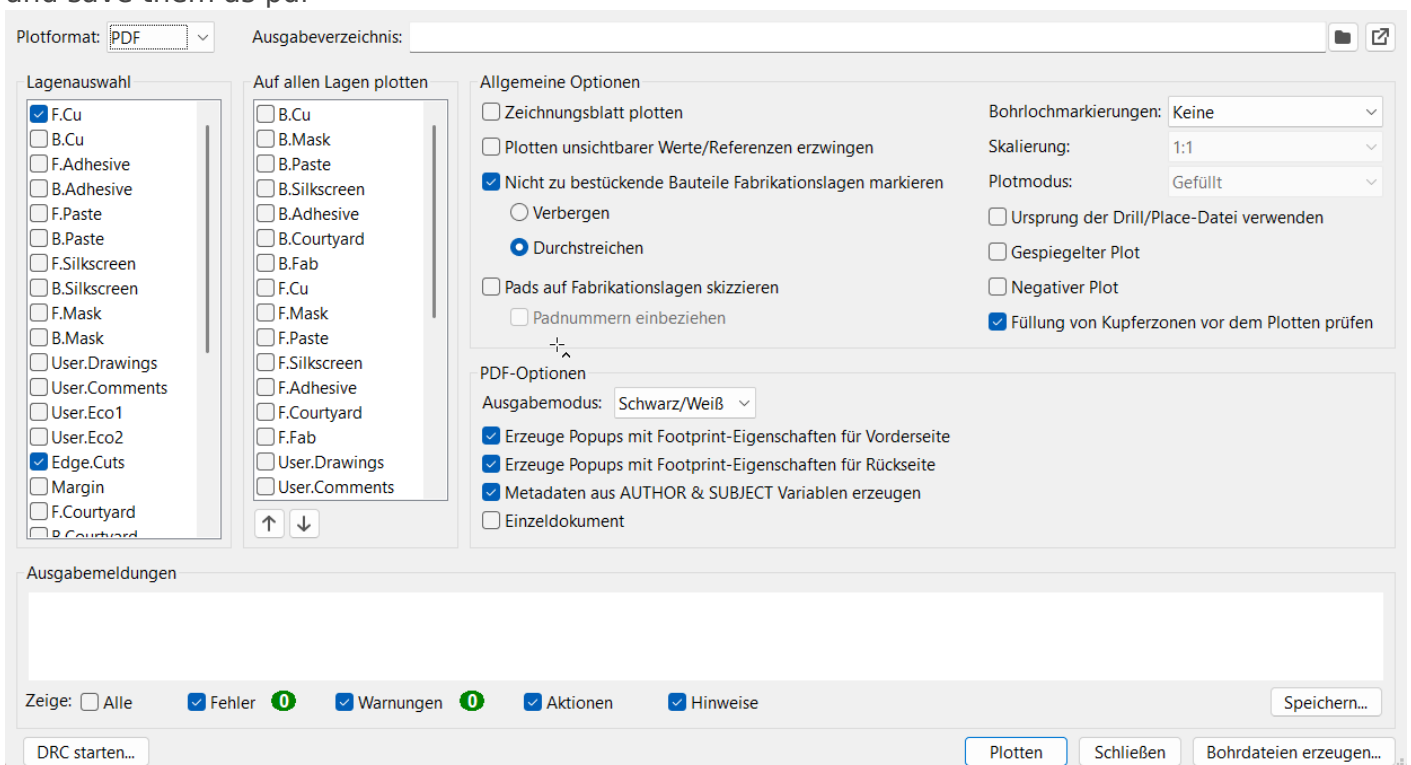 and save them as pdf
Plotformat: PDF Ausgabeverzeichnis:
Lagenauswahl
F.Cu
B.Cu
F.Adhesive
B.Adhesive
F.Paste
B.Paste
F.Silkscreen
B.Silkscreen
F.Mask
B.Mask
User.Drawings
User.Comments
User.Eco1
User.Eco2
Edge.Cuts
Margin
F.Courtyard
B.Courtyard
Auf allen Lagen plotten
B.Cu
B.Mask
B.Paste
B.Silkscreen
B.Adhesive
B.Courtyard
B.Fab
F.Cu
F.Mask
F.Paste
F.Silkscreen
F.Adhesive
F.Courtyard
F.Fab
User.Drawings
User.Comments
Allgemeine Optionen
Zeichnungsblatt plotten
Plotten unsichtbarer Werte/Referenzen erzwingen
Nicht zu bestückende Bauteile Fabrikationslagen markieren
Verbergen
Durchstreichen
Pads auf Fabrikationslagen skizzieren
Padnummern einbeziehen
Bohrlochmarkierungen: Keine
Skalierung: 1:1
Plotmodus: Gefüllt
Ursprung der Drill/Place-Datei verwenden
Gespiegelter Plot
Negativer Plot
Füllung von Kupferzonen vor dem Plotten prüfen
PDF-Optionen
Ausgabemodus: Schwarz/Weiß
Erzeuge Popups mit Footprint-Eigenschaften für Vorderseite
Erzeuge Popups mit Footprint-Eigenschaften für Rückseite
Metadaten aus AUTHOR & SUBJECT Variablen erzeugen
Einzeldokument
Ausgabemeldungen
Zeige: Alle Fehler 0 Warnungen 0 Aktionen Hinweise Speichern...
DRC starten... Plotten Schließen Bohrdateien erzeugen...